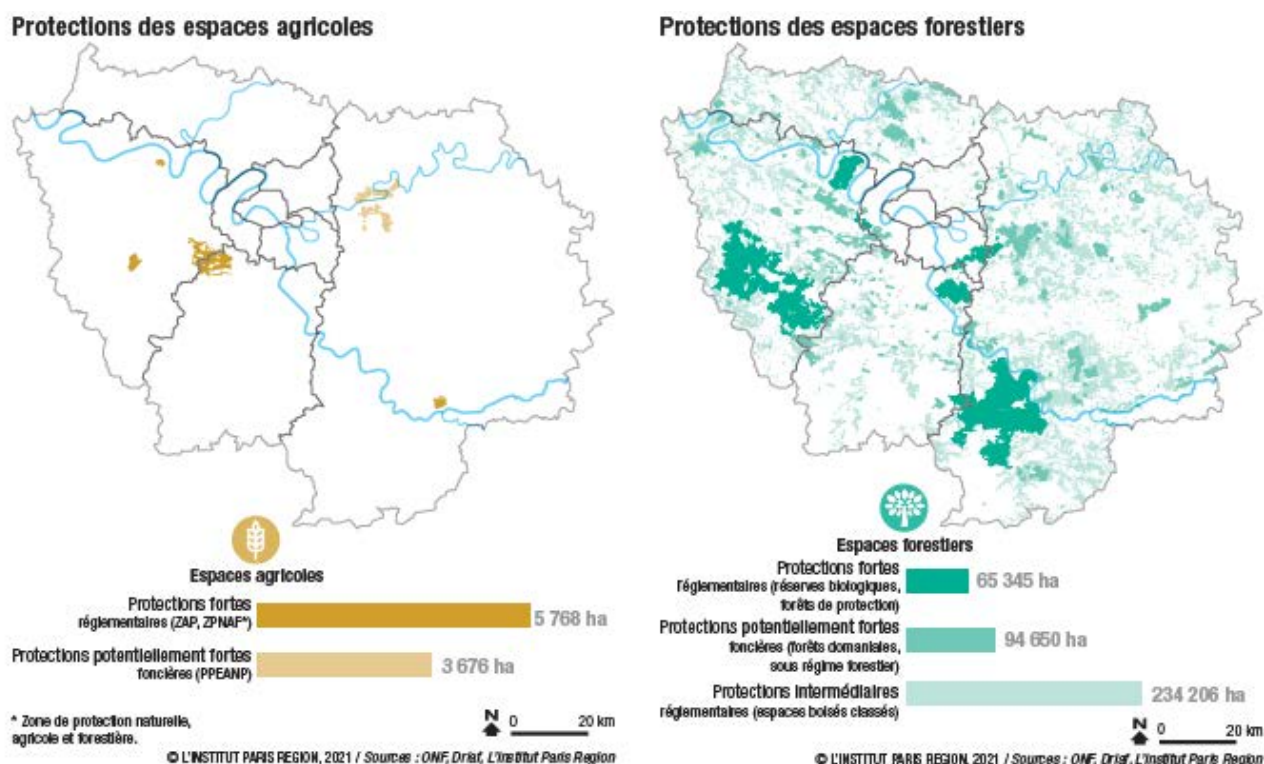 Protections des espaces agricoles
Espaces agricoles
Protections fortes
réglementaires (ZAP, ZPNAF*)
5 768 ha
Protections potentiellement fortes
foncières (PPEANP)
3 676 ha
* Zone de protection naturelle,
agricole et forestière.
N 0 20 km
© L'INSTITUT PARIS REGION, 2021 / Sources : ONF, Driaf, L'Institut Paris Region
Protections des espaces forestiers
Espaces forestiers
Protections fortes
réglementaires (réserves biologiques,
forêts de protection)
65 345 ha
Protections potentiellement fortes
foncières (forêts domaniales,
sous régime forestier)
94 650 ha
Protections intermédiaires
réglementaires (espaces boisés classés)
234 206 ha
N 0 20 km
© L'INSTITUT PARIS REGION, 2021 / Sources : ONF, Driaf, L'Institut Paris Region